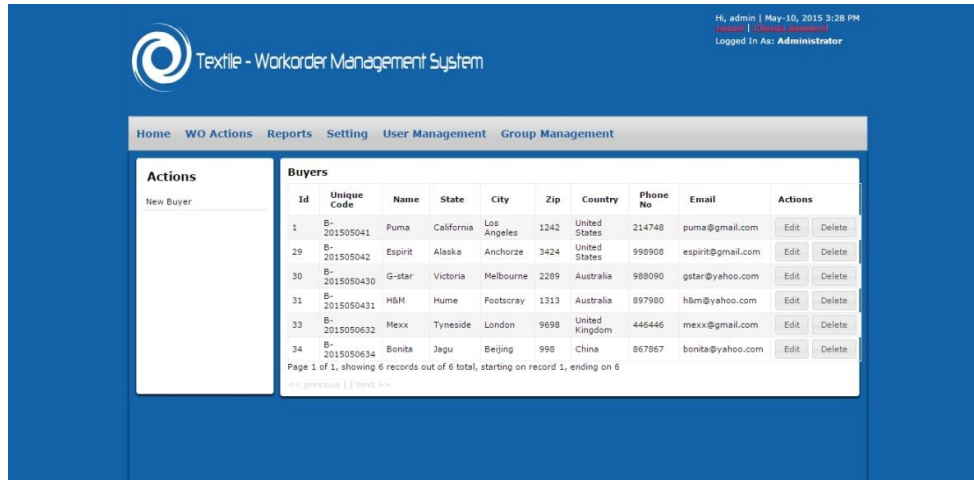 Hi, admin | May-10, 2015 3:28 PM
Logout | Change password
Logged In As: Administrator
Textile - Workorder Management System
Home WO Actions Reports Setting User Management Group Management
Actions
New Buyer
Buyers
Id Unique Code Name State City Zip Country Phone No Email Actions
1 B-201505041 Puma California Los Angeles 1242 United States 214748 puma@gmail.com Edit Delete
29 B-201505042 Espirit Alaska Anchorze 3424 United States 998908 espirit@gmail.com Edit Delete
30 B-2015050430 G-star Victoria Melbourne 2289 Australia 988090 gstar@yahoo.com Edit Delete
31 B-2015050431 H&M Hume Footscray 1313 Australia 897980 h&m@yahoo.com Edit Delete
33 B-2015050632 Mexx Tyneside London 9698 United Kingdom 446446 mexx@gmail.com Edit Delete
34 B-2015050634 Bonita Jagu Beijing 998 China 867867 bonita@yahoo.com Edit Delete
Page 1 of 1, showing 6 records out of 6 total, starting on record 1, ending on 6
<< previous | | next >>